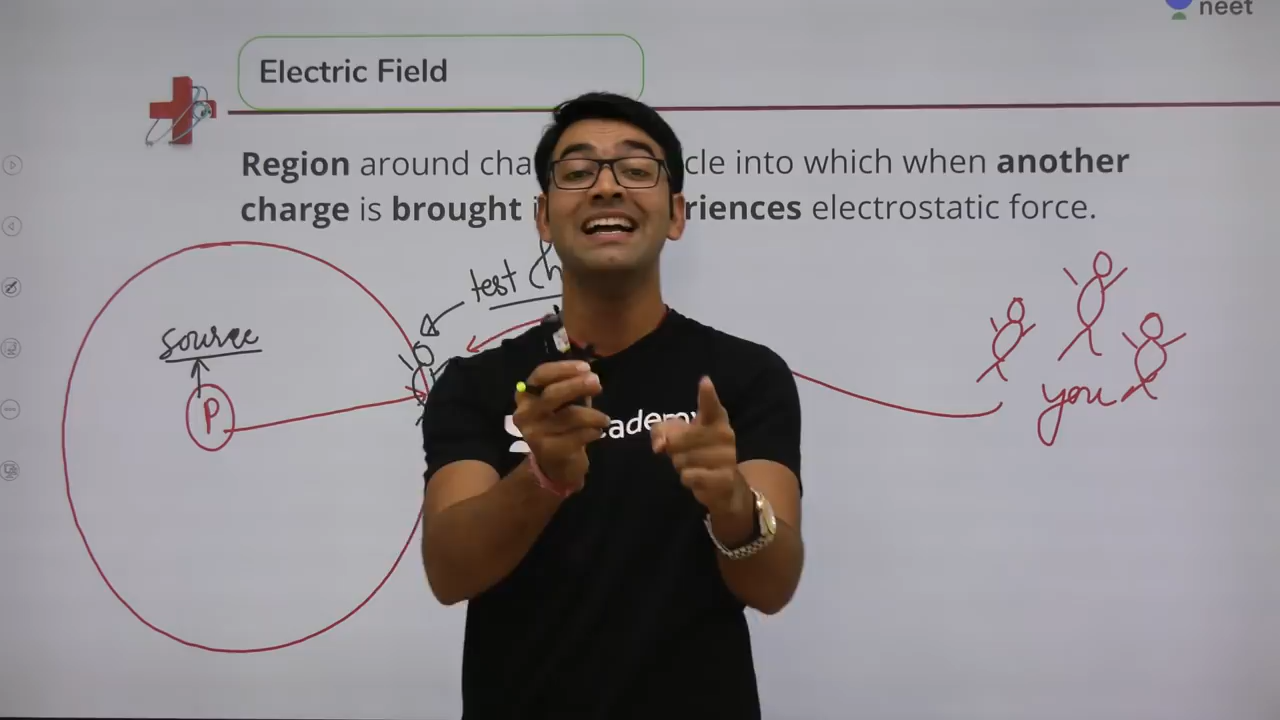 neet
Electric Field
Region around cle into which when another
charge is brought riences electrostatic force.
test
source
P
you
cademy